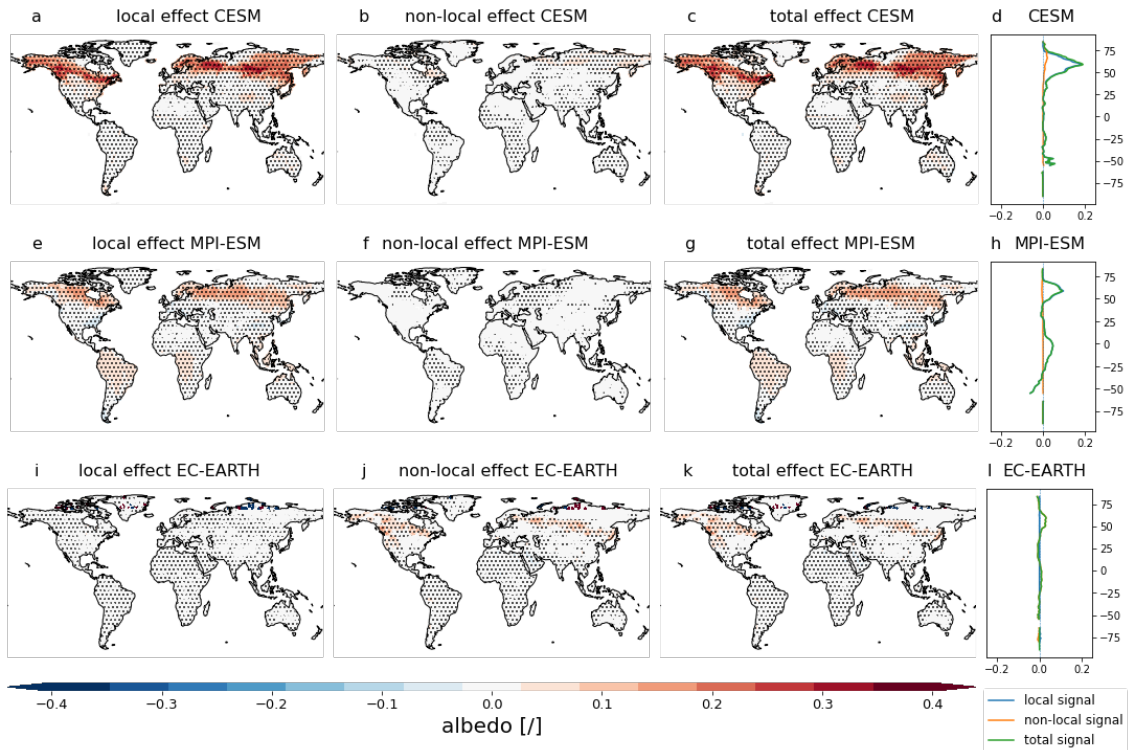 a local effect CESM b non-local effect CESM c total effect CESM d CESM
75
50
25
0
−25
−50
−75
−0.2 0.0 0.2
e local effect MPI-ESM f non-local effect MPI-ESM g total effect MPI-ESM h MPI-ESM
75
50
25
0
−25
−50
−75
−0.2 0.0 0.2
i local effect EC-EARTH j non-local effect EC-EARTH k total effect EC-EARTH l EC-EARTH
75
50
25
0
−25
−50
−75
−0.2 0.0 0.2
−0.4 −0.3 −0.2 −0.1 0.0 0.1 0.2 0.3 0.4
albedo [/]
local signal
non-local signal
total signal